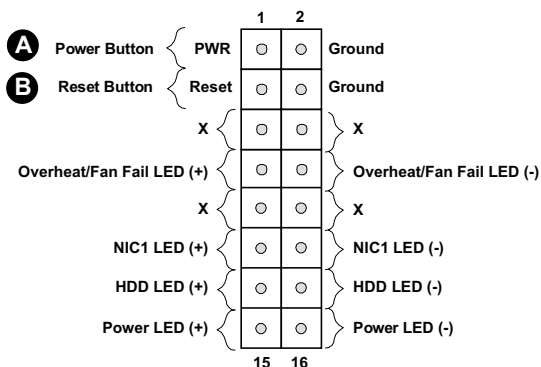 1 2
A Power Button PWR Ground
B Reset Button Reset Ground
X X
Overheat/Fan Fail LED (+) Overheat/Fan Fail LED (-)
X X
NIC1 LED (+) NIC1 LED (-)
HDD LED (+) HDD LED (-)
Power LED (+) Power LED (-)
15 16